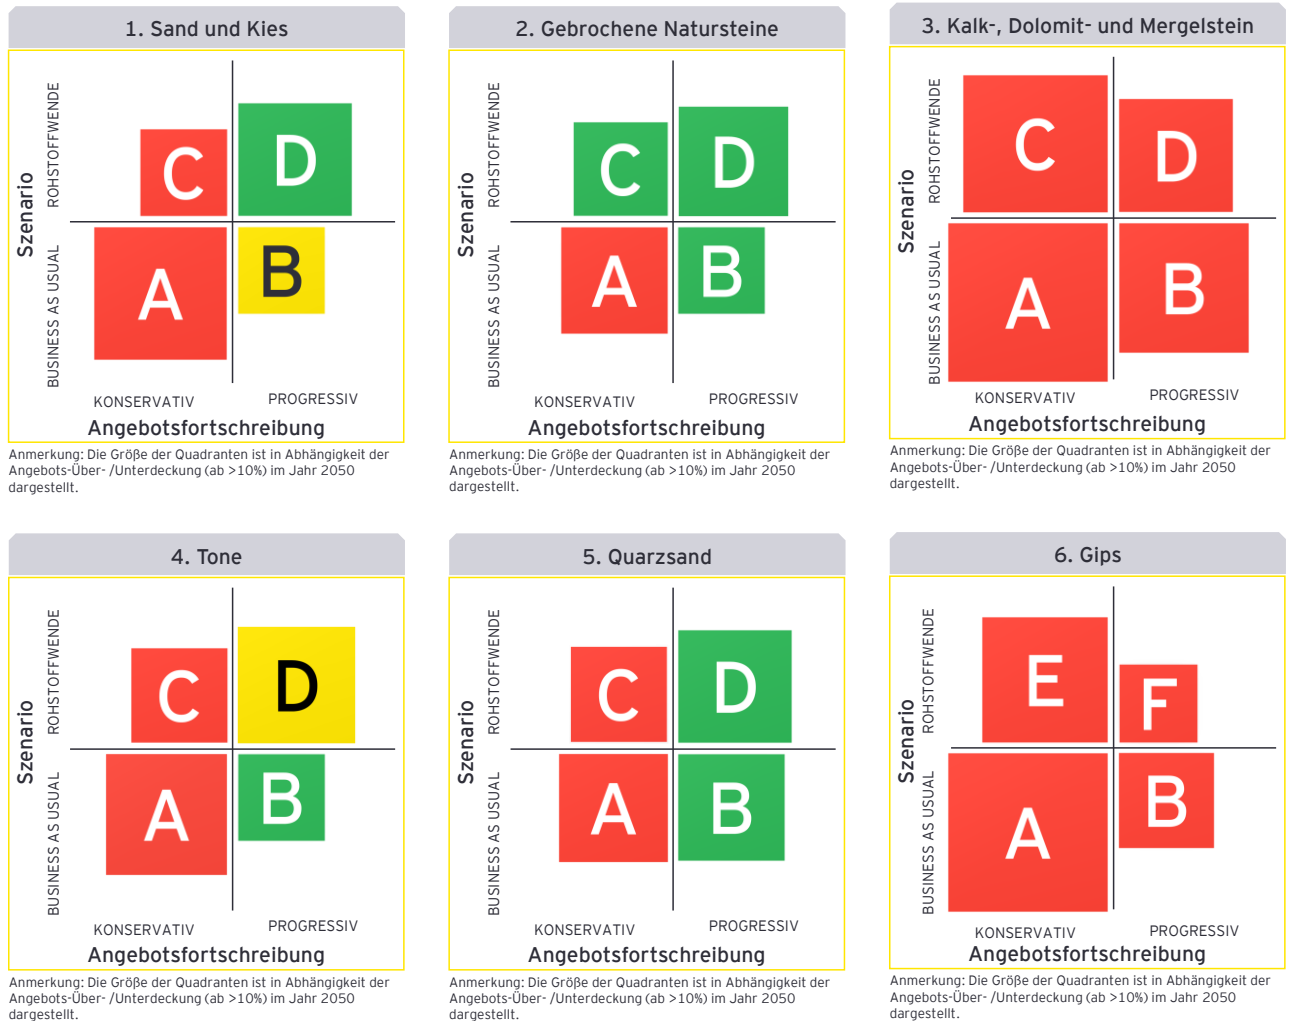 1. Sand und Kies
Szenario
ROHSTOFFWENDE
BUSINESS AS USUAL
C
D
A
B
KONSERVATIV
PROGRESSIV
Angebotsfortschreibung
Anmerkung: Die Größe der Quadranten ist in Abhängigkeit der
Angebots-Über- /Unterdeckung (ab >10%) im Jahr 2050
dargestellt.
2. Gebrochene Natursteine
Szenario
ROHSTOFFWENDE
BUSINESS AS USUAL
C
D
A
B
KONSERVATIV
PROGRESSIV
Angebotsfortschreibung
Anmerkung: Die Größe der Quadranten ist in Abhängigkeit der
Angebots-Über- /Unterdeckung (ab >10%) im Jahr 2050
dargestellt.
3. Kalk-, Dolomit- und Mergelstein
Szenario
ROHSTOFFWENDE
BUSINESS AS USUAL
C
D
A
B
KONSERVATIV
PROGRESSIV
Angebotsfortschreibung
Anmerkung: Die Größe der Quadranten ist in Abhängigkeit der
Angebots-Über- /Unterdeckung (ab >10%) im Jahr 2050
dargestellt.
4. Tone
Szenario
ROHSTOFFWENDE
BUSINESS AS USUAL
C
D
A
B
KONSERVATIV
PROGRESSIV
Angebotsfortschreibung
Anmerkung: Die Größe der Quadranten ist in Abhängigkeit der
Angebots-Über- /Unterdeckung (ab >10%) im Jahr 2050
dargestellt.
5. Quarzsand
Szenario
ROHSTOFFWENDE
BUSINESS AS USUAL
C
D
A
B
KONSERVATIV
PROGRESSIV
Angebotsfortschreibung
Anmerkung: Die Größe der Quadranten ist in Abhängigkeit der
Angebots-Über- /Unterdeckung (ab >10%) im Jahr 2050
dargestellt.
6. Gips
Szenario
ROHSTOFFWENDE
BUSINESS AS USUAL
E
F
A
B
KONSERVATIV
PROGRESSIV
Angebotsfortschreibung
Anmerkung: Die Größe der Quadranten ist in Abhängigkeit der
Angebots-Über- /Unterdeckung (ab >10%) im Jahr 2050
dargestellt.